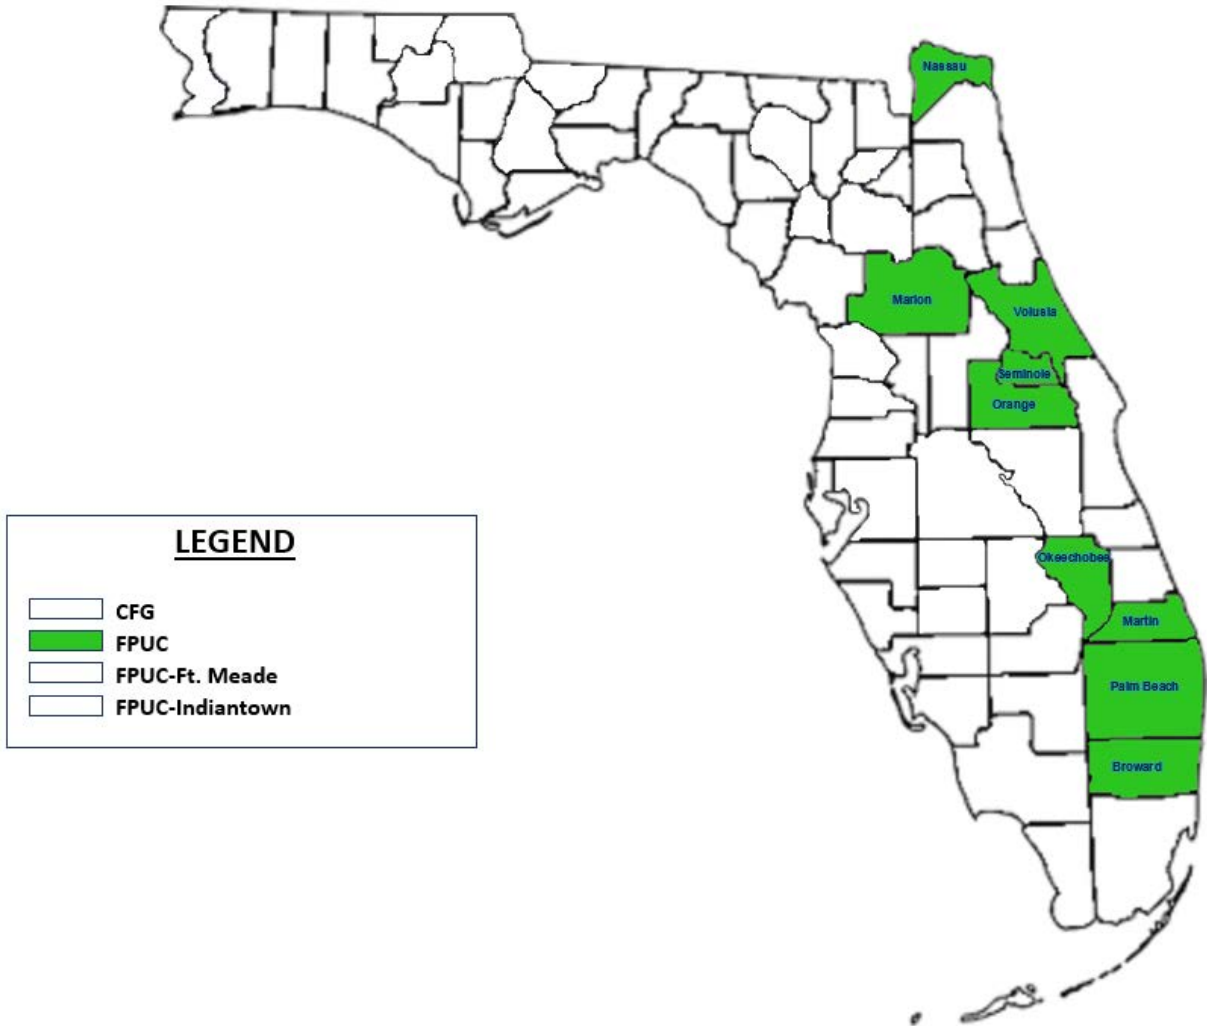 Nassau
Marion
Volusia
Seminole
Orange
Okeechobee
Martin
Palm Beach
Broward
LEGEND
CFG
FPUC
FPUC-Ft. Meade
FPUC-Indiantown